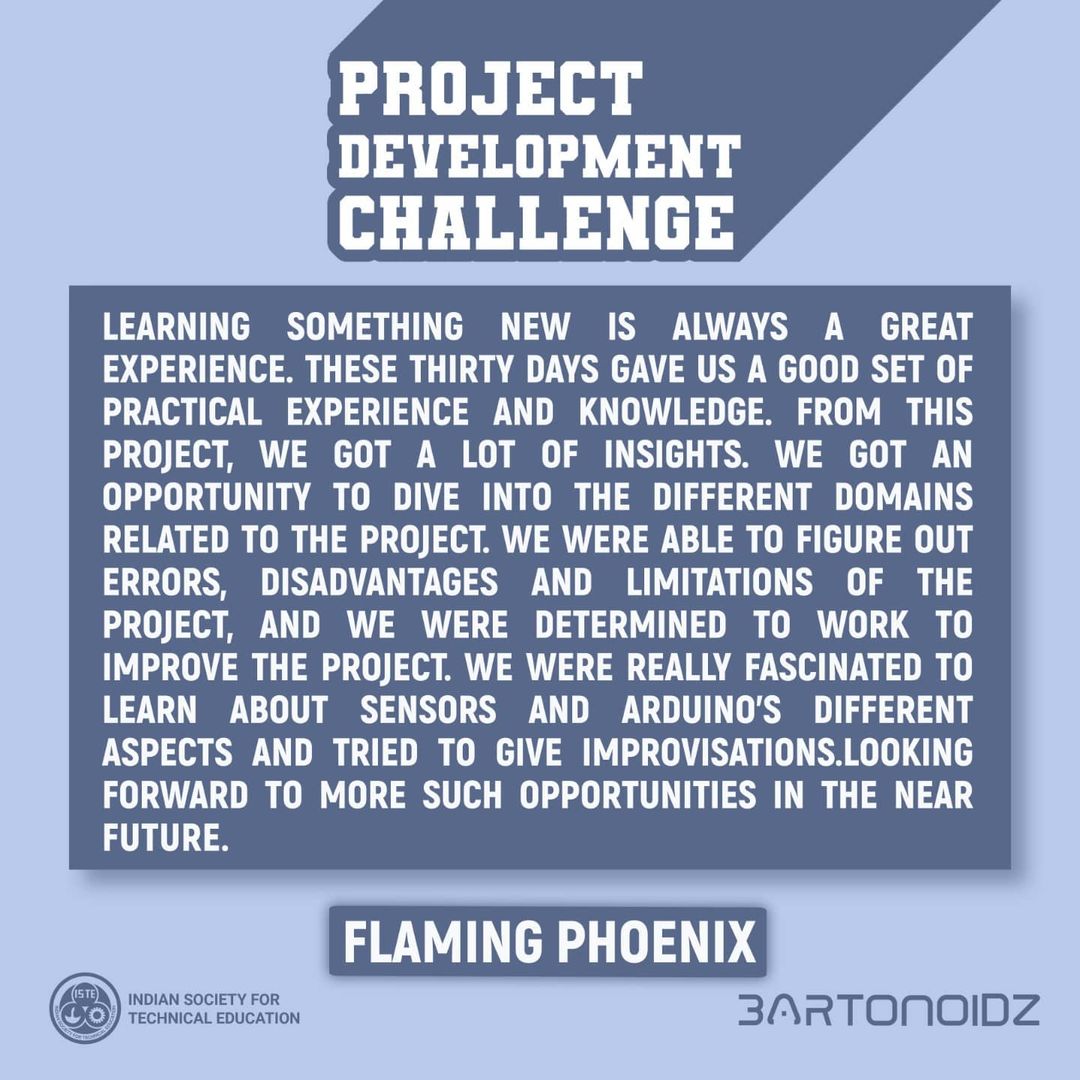 PROJECT
DEVELOPMENT
CHALLENGE
LEARNING SOMETHING NEW IS ALWAYS A GREAT
EXPERIENCE. THESE THIRTY DAYS GAVE US A GOOD SET OF
PRACTICAL EXPERIENCE AND KNOWLEDGE. FROM THIS
PROJECT, WE GOT A LOT OF INSIGHTS. WE GOT AN
OPPORTUNITY TO DIVE INTO THE DIFFERENT DOMAINS
RELATED TO THE PROJECT. WE WERE ABLE TO FIGURE OUT
ERRORS, DISADVANTAGES AND LIMITATIONS OF THE
PROJECT, AND WE WERE DETERMINED TO WORK TO
IMPROVE THE PROJECT. WE WERE REALLY FASCINATED TO
LEARN ABOUT SENSORS AND ARDUINO'S DIFFERENT
ASPECTS AND TRIED TO GIVE IMPROVISATIONS.LOOKING
FORWARD TO MORE SUCH OPPORTUNITIES IN THE NEAR
FUTURE.
FLAMING PHOENIX
ISTE
INDIAN SOCIETY FOR
TECHNICAL EDUCATION
BARTONOIDZ